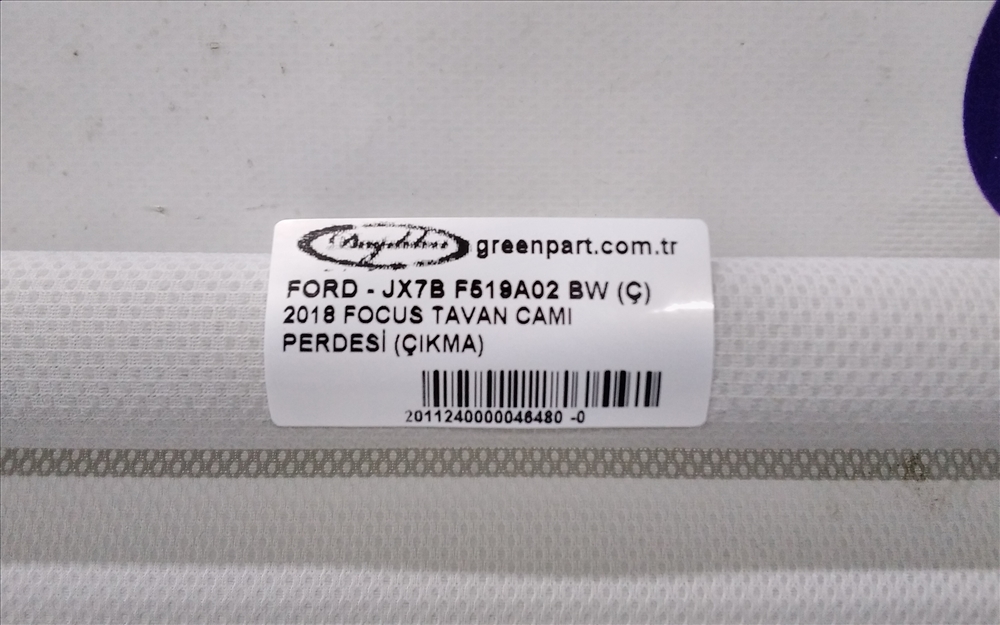 greenpart.com.tr
FORD - JX7B F519A02 BW (Ç)
2018 FOCUS TAVAN CAMI
PERDESİ (ÇIKMA)
2011240000046480 -0